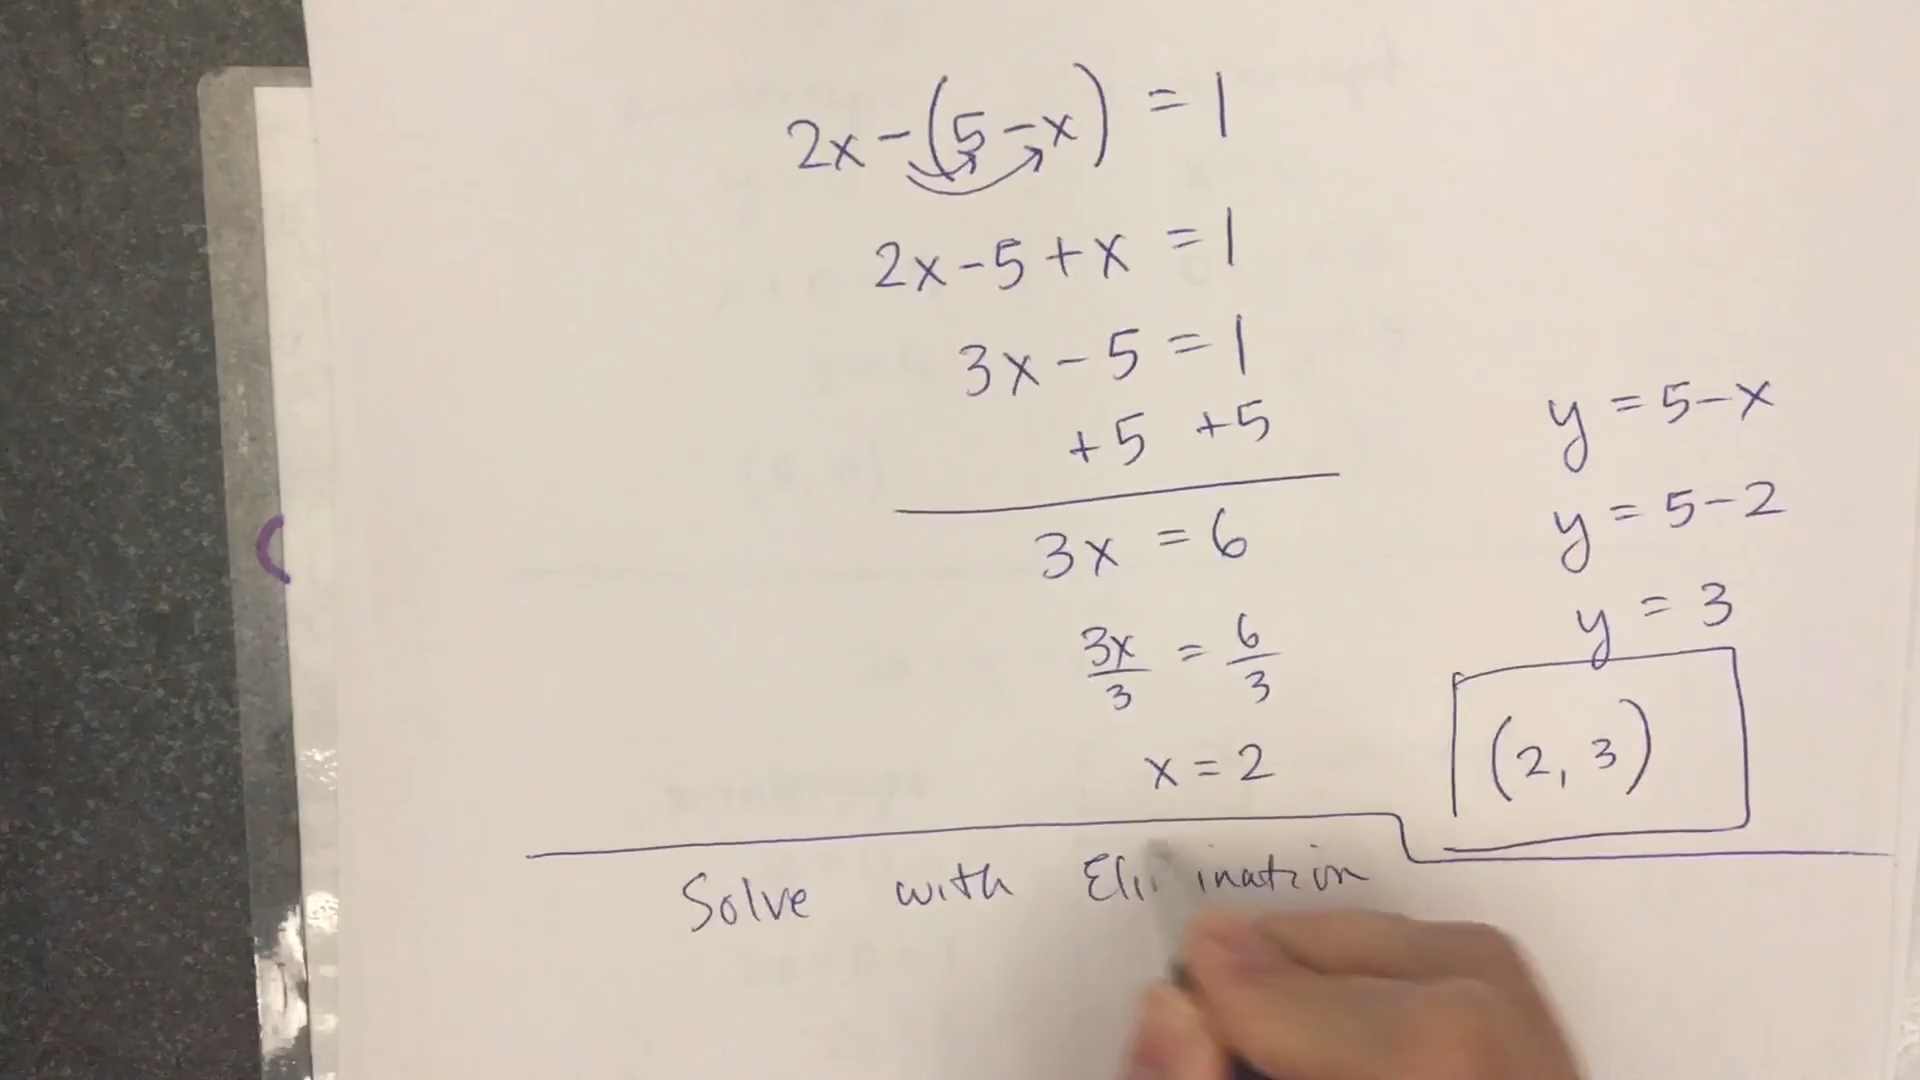 2x - (5 - x) = 1
2x - 5 + x = 1
3x - 5 = 1
+5 +5
3x = 6
3x/3 = 6/3
x = 2
y = 5 - x
y = 5 - 2
y = 3
(2, 3)
Solve with Elimination